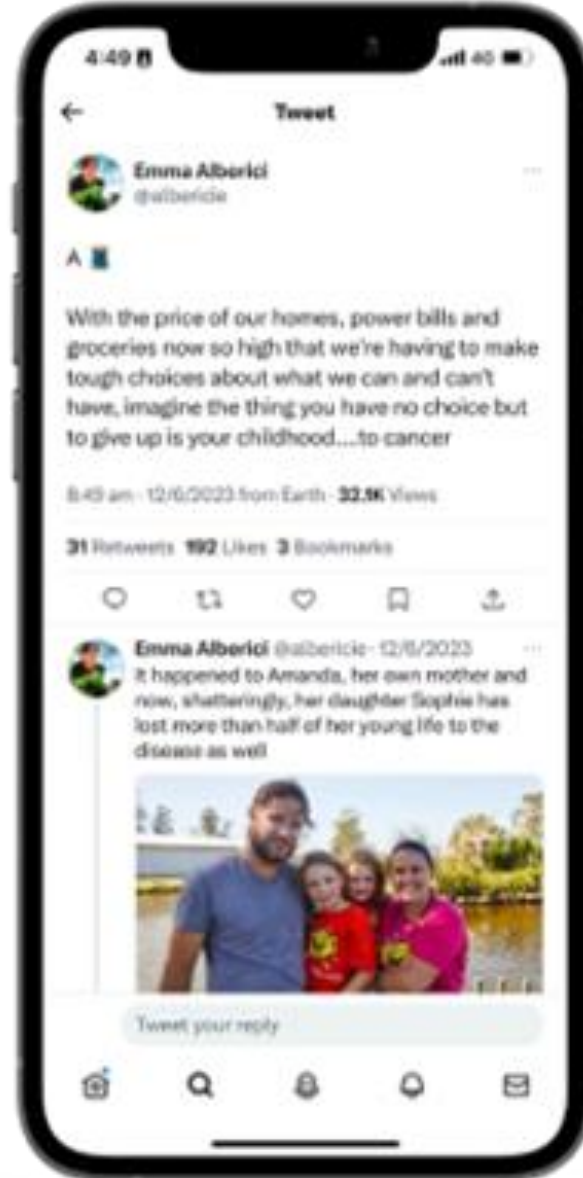 4:49
4G
Tweet
Emma Alberici
@albericie
A
With the price of our homes, power bills and
groceries now so high that we're having to make
tough choices about what we can and can't
have, imagine the thing you have no choice but
to give up is your childhood...to cancer
8:49 am · 12/6/2023 from Earth · 32.1K Views
31 Retweets 192 Likes 3 Bookmarks
Emma Alberici @albericie · 12/6/2023
It happened to Amanda, her own mother and
now, shatteringly, her daughter Sophie has
lost more than half of her young life to the
disease as well
Tweet your reply